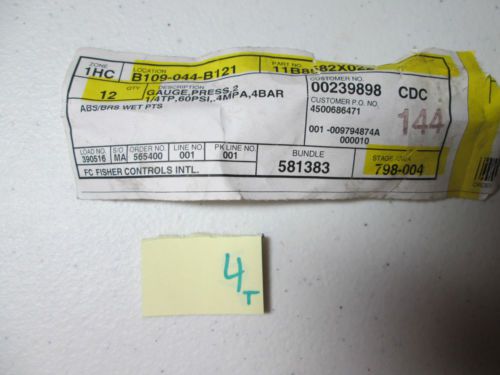 ZONE LOCATION PART NO.
1HC B109-044-B121
QTY DESCRIPTION CUSTOMER NO.
12 GAUGE,PRESS,2 00239898 CDC
1/4TP,60PSI,.4MPA,4BAR CUSTOMER P.O. NO.
ABS/BRS WET PTS 4500686471
144
001 -009794874A
000010
LOAD NO. S/O ORDER NO. LINE NO. PK LINE NO. BUNDLE
390516 MA 565400 001 001 581383 798-004
FC FISHER CONTROLS INTL.
4
T